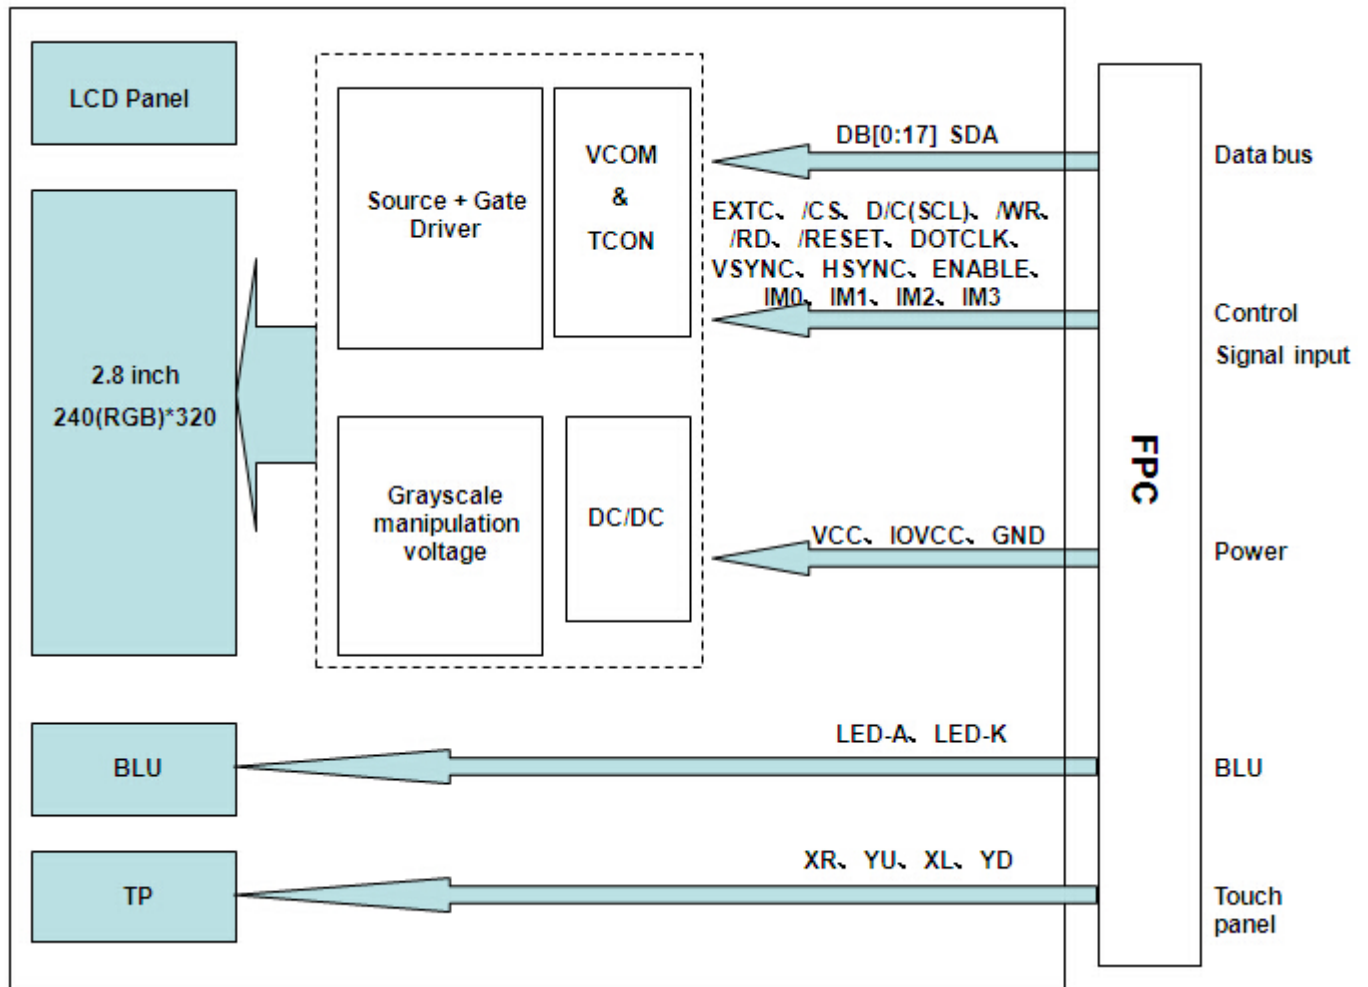 LCD Panel
2.8 inch
240(RGB)*320
BLU
TP
Source + Gate
Driver
VCOM
&
TCON
Grayscale
manipulation
voltage
DC/DC
DB[0:17] SDA
EXTC、/CS、D/C(SCL)、/WR、
/RD、/RESET、DOTCLK、
VSYNC、HSYNC、ENABLE、
IM0、IM1、IM2、IM3
VCC、IOVCC、GND
LED-A、LED-K
XR、YU、XL、YD
FPC
Data bus
Control
Signal input
Power
BLU
Touch
panel